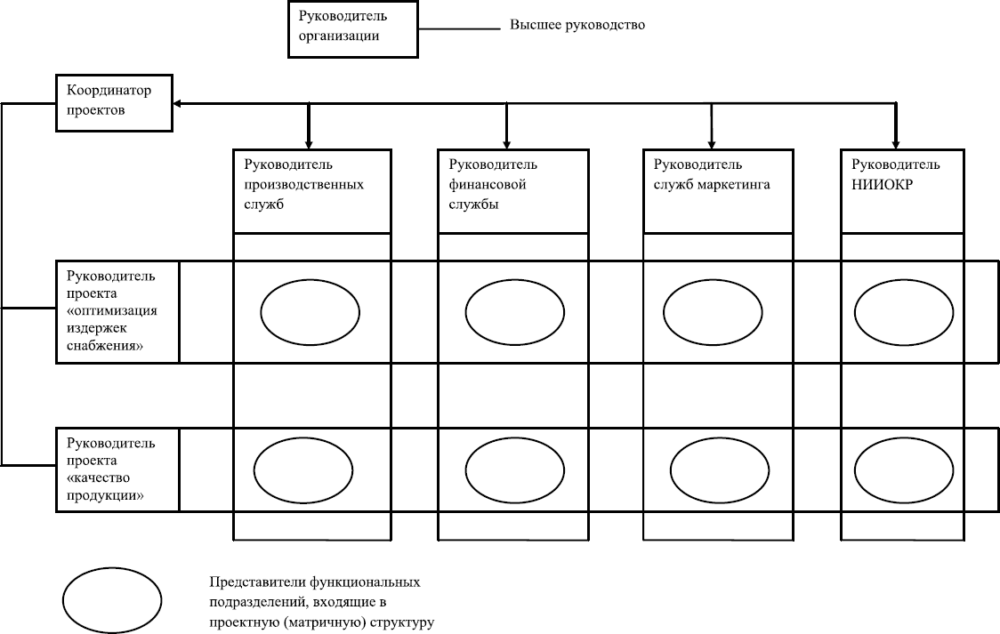 Руководитель
организации
Высшее руководство
Координатор
проектов
Руководитель
производственных
служб
Руководитель
финансовой
службы
Руководитель
служб маркетинга
Руководитель
НИИОКР
Руководитель
проекта
«оптимизация
издержек
снабжения»
Руководитель
проекта
«качество
продукции»
Представители функциональных
подразделений, входящие в
проектную (матричную) структуру